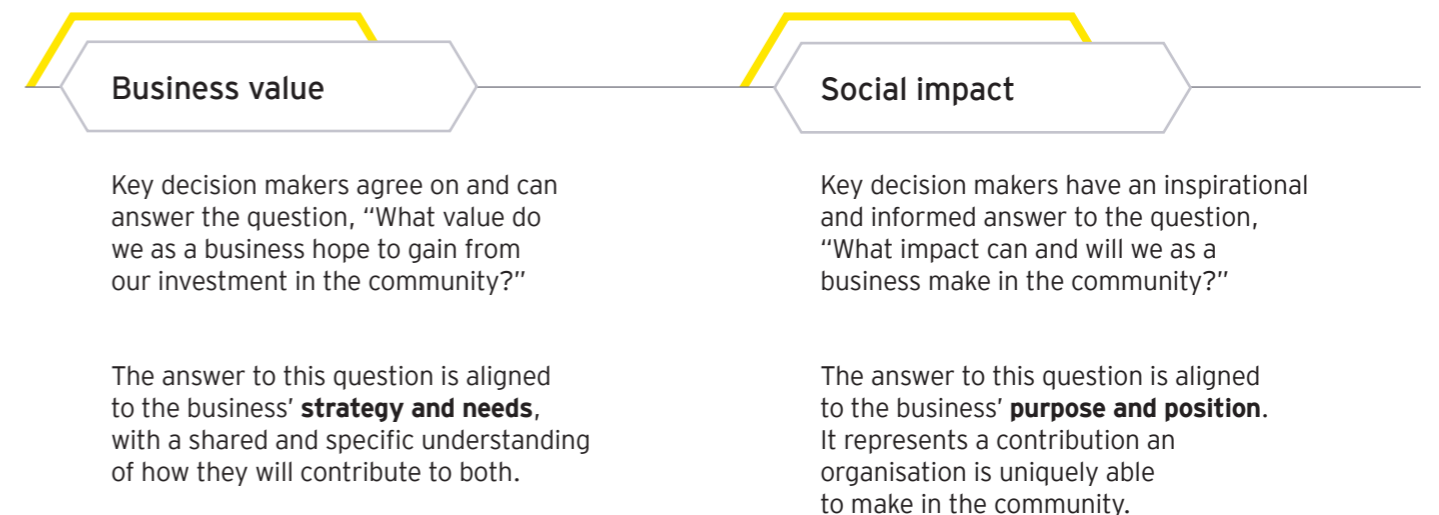 Business value
Key decision makers agree on and can
answer the question, “What value do
we as a business hope to gain from
our investment in the community?”
The answer to this question is aligned
to the business’ strategy and needs,
with a shared and specific understanding
of how they will contribute to both.
Social impact
Key decision makers have an inspirational
and informed answer to the question,
“What impact can and will we as a
business make in the community?”
The answer to this question is aligned
to the business’ purpose and position.
It represents a contribution an
organisation is uniquely able
to make in the community.